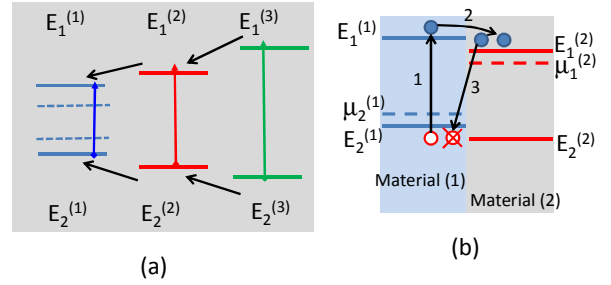 E₁⁽¹⁾ E₁⁽²⁾ E₁⁽³⁾
E₂⁽¹⁾ E₂⁽²⁾ E₂⁽³⁾
(a)
(b)
E₁⁽¹⁾
2
E₁⁽²⁾
μ₁⁽²⁾
1
3
μ₂⁽¹⁾
E₂⁽¹⁾
E₂⁽²⁾
Material (1)
Material (2)
(b)